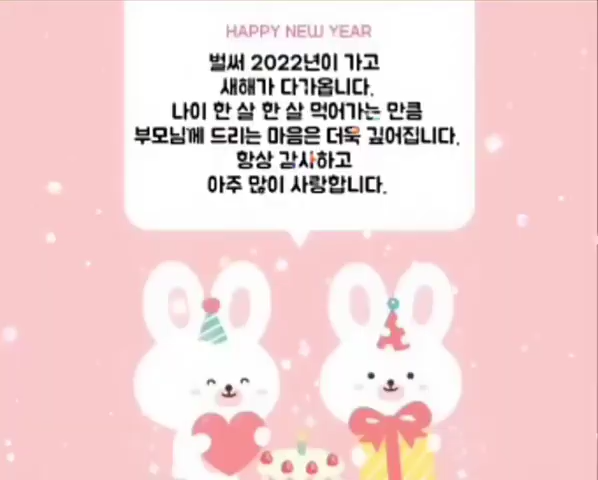 HAPPY NEW YEAR
벌써 2022년이 가고
새해가 다가옵니다.
나이 한 살 한 살 먹어가는 만큼
부모님께 드리는 마음은 더욱 깊어집니다.
항상 감사하고
아주 많이 사랑합니다.